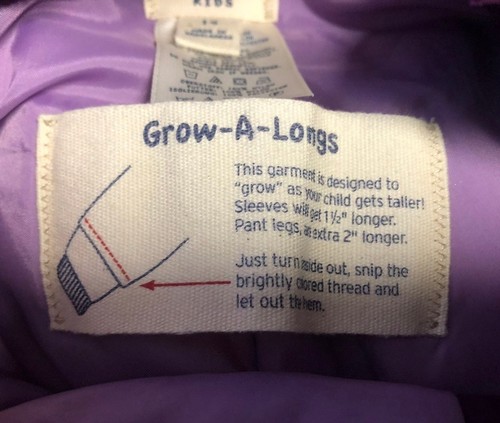 KIDS
Grow-A-Longs
This garment is designed to
"grow" as your child gets taller!
Sleeves will get 1½" longer.
Pant legs, an extra 2" longer.
Just turn inside out, snip the
brightly colored thread and
let out the hem.